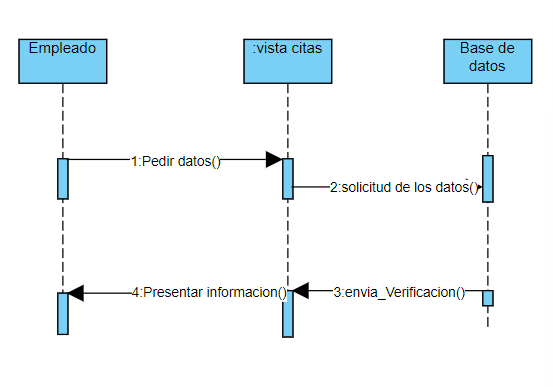 Empleado
:vista citas
Base de
datos
1:Pedir datos()
2:solicitud de los datos()
4:Presentar informacion()
3:envia_Verificacion()